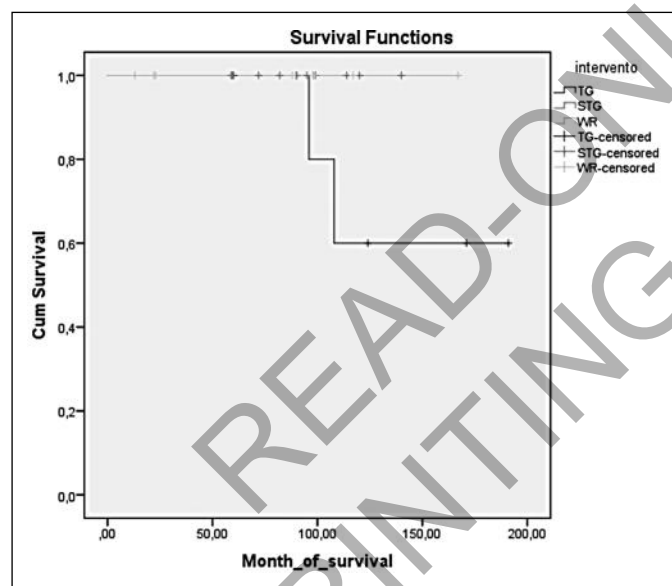 Survival Functions
intervento
TG
STG
WR
TG-censored
STG-censored
WR-censored
1,0
0,8
0,6
0,4
0,2
0,0
Cum Survival
,00 50,00 100,00 150,00 200,00
Month_of_survival
READ-ONL
PRINTING